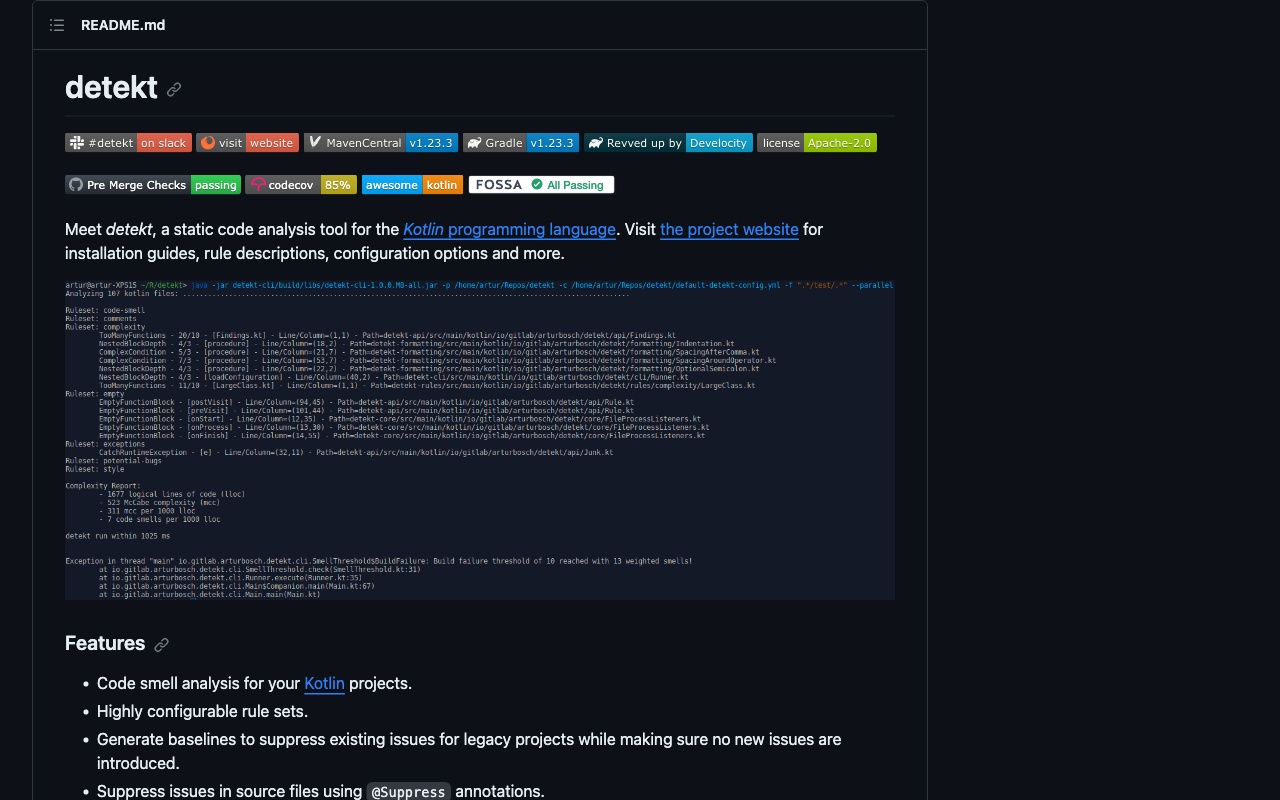 README.md
detekt
#detekt on slack visit website MavenCentral v1.23.3 Gradle v1.23.3 Revved up by Develocity license Apache-2.0
Pre Merge Checks passing codecov 85% awesome kotlin FOSSA All Passing
Meet detekt, a static code analysis tool for the Kotlin programming language. Visit the project website for
installation guides, rule descriptions, configuration options and more.
artur@artur-XPS15 ~/R/detekt> java -jar detekt-cli/build/libs/detekt-cli-1.0.0.M8-all.jar -p /home/artur/Repos/detekt -c /home/artur/Repos/detekt/default-detekt-config.yml -f ".*/test/.*" --parallel
Analyzing 107 kotlin files: ...........................................................................................................
Ruleset: code-smell
Ruleset: comments
Ruleset: complexity
TooManyFunctions - 20/10 - [Findings.kt] - Line/Column=(1,1) - Path=detekt-api/src/main/kotlin/io/gitlab/arturbosch/detekt/api/Findings.kt
NestedBlockDepth - 4/3 - [procedure] - Line/Column=(18,2) - Path=detekt-formatting/src/main/kotlin/io/gitlab/arturbosch/detekt/formatting/Indentation.kt
ComplexCondition - 5/3 - [procedure] - Line/Column=(21,7) - Path=detekt-formatting/src/main/kotlin/io/gitlab/arturbosch/detekt/formatting/SpacingAfterComma.kt
ComplexCondition - 7/3 - [procedure] - Line/Column=(53,7) - Path=detekt-formatting/src/main/kotlin/io/gitlab/arturbosch/detekt/formatting/SpacingAroundOperator.kt
NestedBlockDepth - 4/3 - [procedure] - Line/Column=(22,2) - Path=detekt-formatting/src/main/kotlin/io/gitlab/arturbosch/detekt/formatting/OptionalSemicolon.kt
NestedBlockDepth - 4/3 - [loadConfiguration] - Line/Column=(40,2) - Path=detekt-cli/src/main/kotlin/io/gitlab/arturbosch/detekt/cli/Runner.kt
TooManyFunctions - 11/10 - [LargeClass.kt] - Line/Column=(1,1) - Path=detekt-rules/src/main/kotlin/io/gitlab/arturbosch/detekt/rules/complexity/LargeClass.kt
Ruleset: empty
EmptyFunctionBlock - [postVisit] - Line/Column=(94,45) - Path=detekt-api/src/main/kotlin/io/gitlab/arturbosch/detekt/api/Rule.kt
EmptyFunctionBlock - [preVisit] - Line/Column=(101,44) - Path=detekt-api/src/main/kotlin/io/gitlab/arturbosch/detekt/api/Rule.kt
EmptyFunctionBlock - [onStart] - Line/Column=(12,35) - Path=detekt-core/src/main/kotlin/io/gitlab/arturbosch/detekt/core/FileProcessListeners.kt
EmptyFunctionBlock - [onProcess] - Line/Column=(13,30) - Path=detekt-core/src/main/kotlin/io/gitlab/arturbosch/detekt/core/FileProcessListeners.kt
EmptyFunctionBlock - [onFinish] - Line/Column=(14,55) - Path=detekt-core/src/main/kotlin/io/gitlab/arturbosch/detekt/core/FileProcessListeners.kt
Ruleset: exceptions
CatchRuntimeException - [e] - Line/Column=(32,11) - Path=detekt-api/src/main/kotlin/io/gitlab/arturbosch/detekt/api/Junk.kt
Ruleset: potential-bugs
Ruleset: style
Complexity Report:
- 1677 logical lines of code (lloc)
- 523 McCabe complexity (mcc)
- 311 mcc per 1000 lloc
- 7 code smells per 1000 lloc
detekt run within 1025 ms
Exception in thread "main" io.gitlab.arturbosch.detekt.cli.SmellThreshold$BuildFailure: Build failure threshold of 10 reached with 13 weighted smells!
at io.gitlab.arturbosch.detekt.cli.SmellThreshold.check(SmellThreshold.kt:31)
at io.gitlab.arturbosch.detekt.cli.Runner.execute(Runner.kt:35)
at io.gitlab.arturbosch.detekt.cli.Main$Companion.main(Main.kt:67)
at io.gitlab.arturbosch.detekt.cli.Main.main(Main.kt)
Features
• Code smell analysis for your Kotlin projects.
• Highly configurable rule sets.
• Generate baselines to suppress existing issues for legacy projects while making sure no new issues are
introduced.
• Suppress issues in source files using @Suppress annotations.